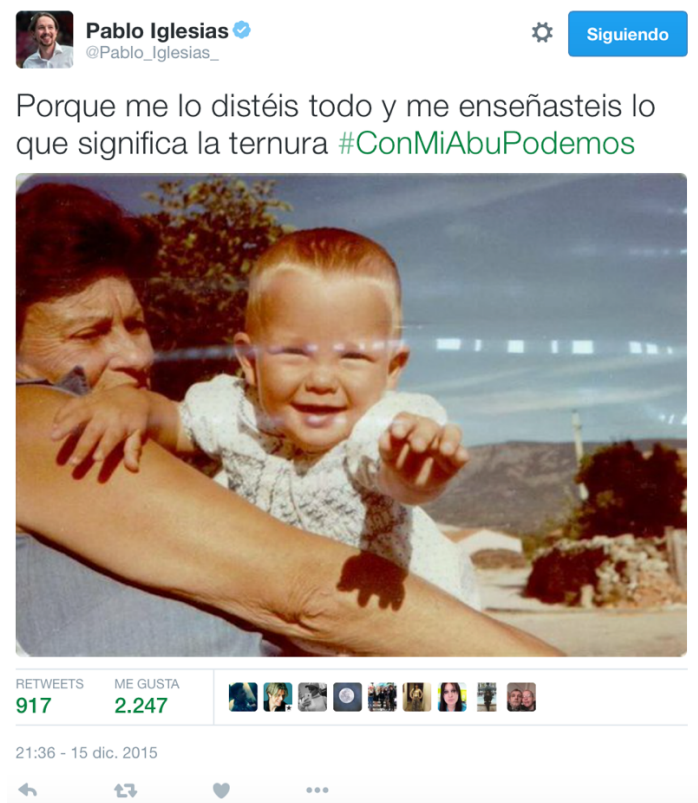 Pablo Iglesias
@Pablo_Iglesias_
Siguiendo
Porque me lo distéis todo y me enseñasteis lo
que significa la ternura #ConMiAbuPodemos
RETWEETS
917
ME GUSTA
2.247
21:36 - 15 dic. 2015